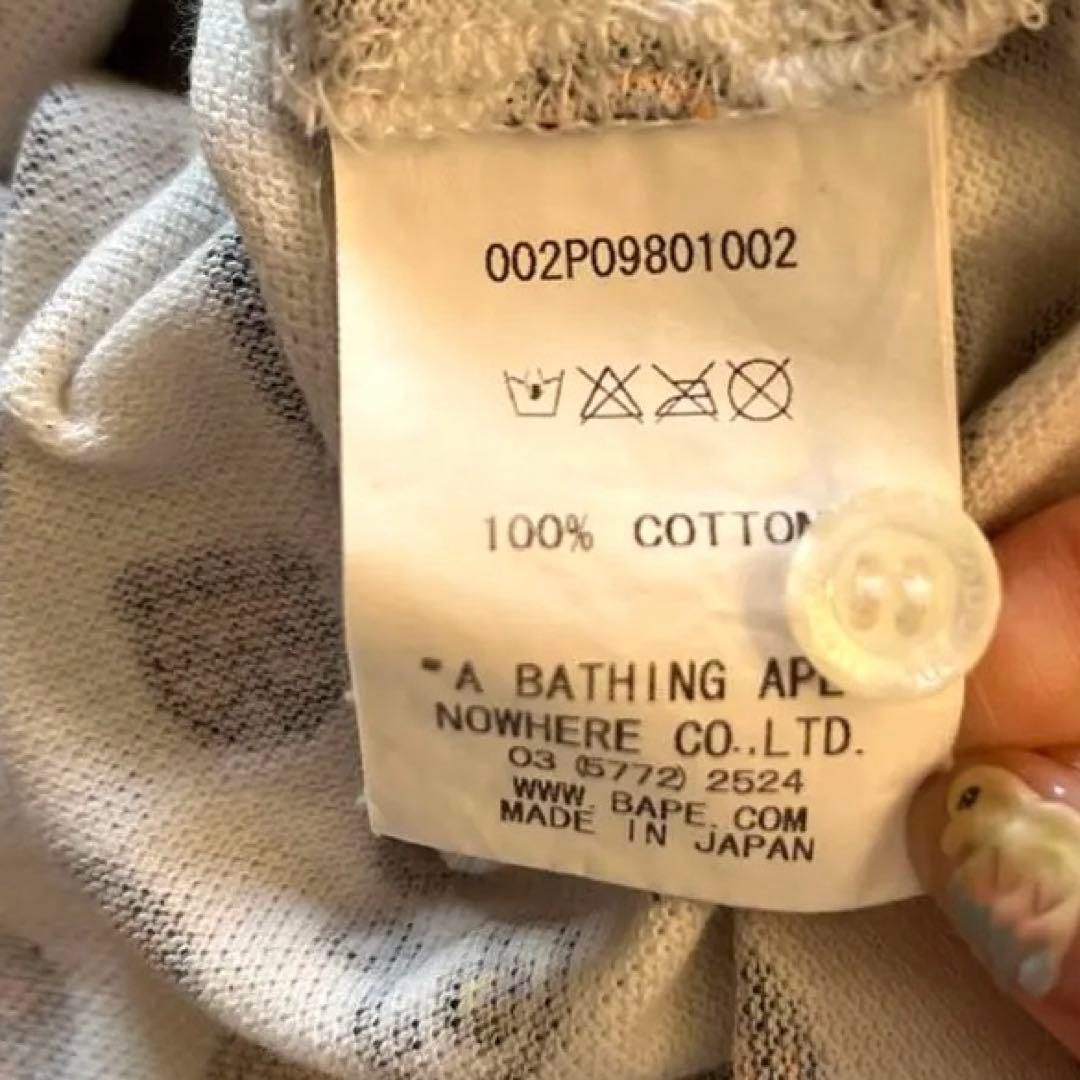 002P09801002
100% COTTON
"A BATHING APE
NOWHERE CO.,LTD.
03 (5772) 2524
WWW. BAPE. COM
MADE IN JAPAN